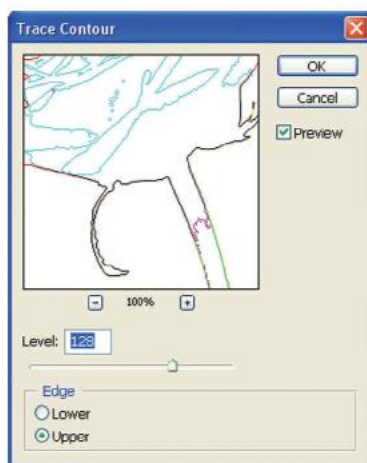 Trace Contour
OK
Cancel
Preview
100%
Level: 128
Edge
Lower
Upper